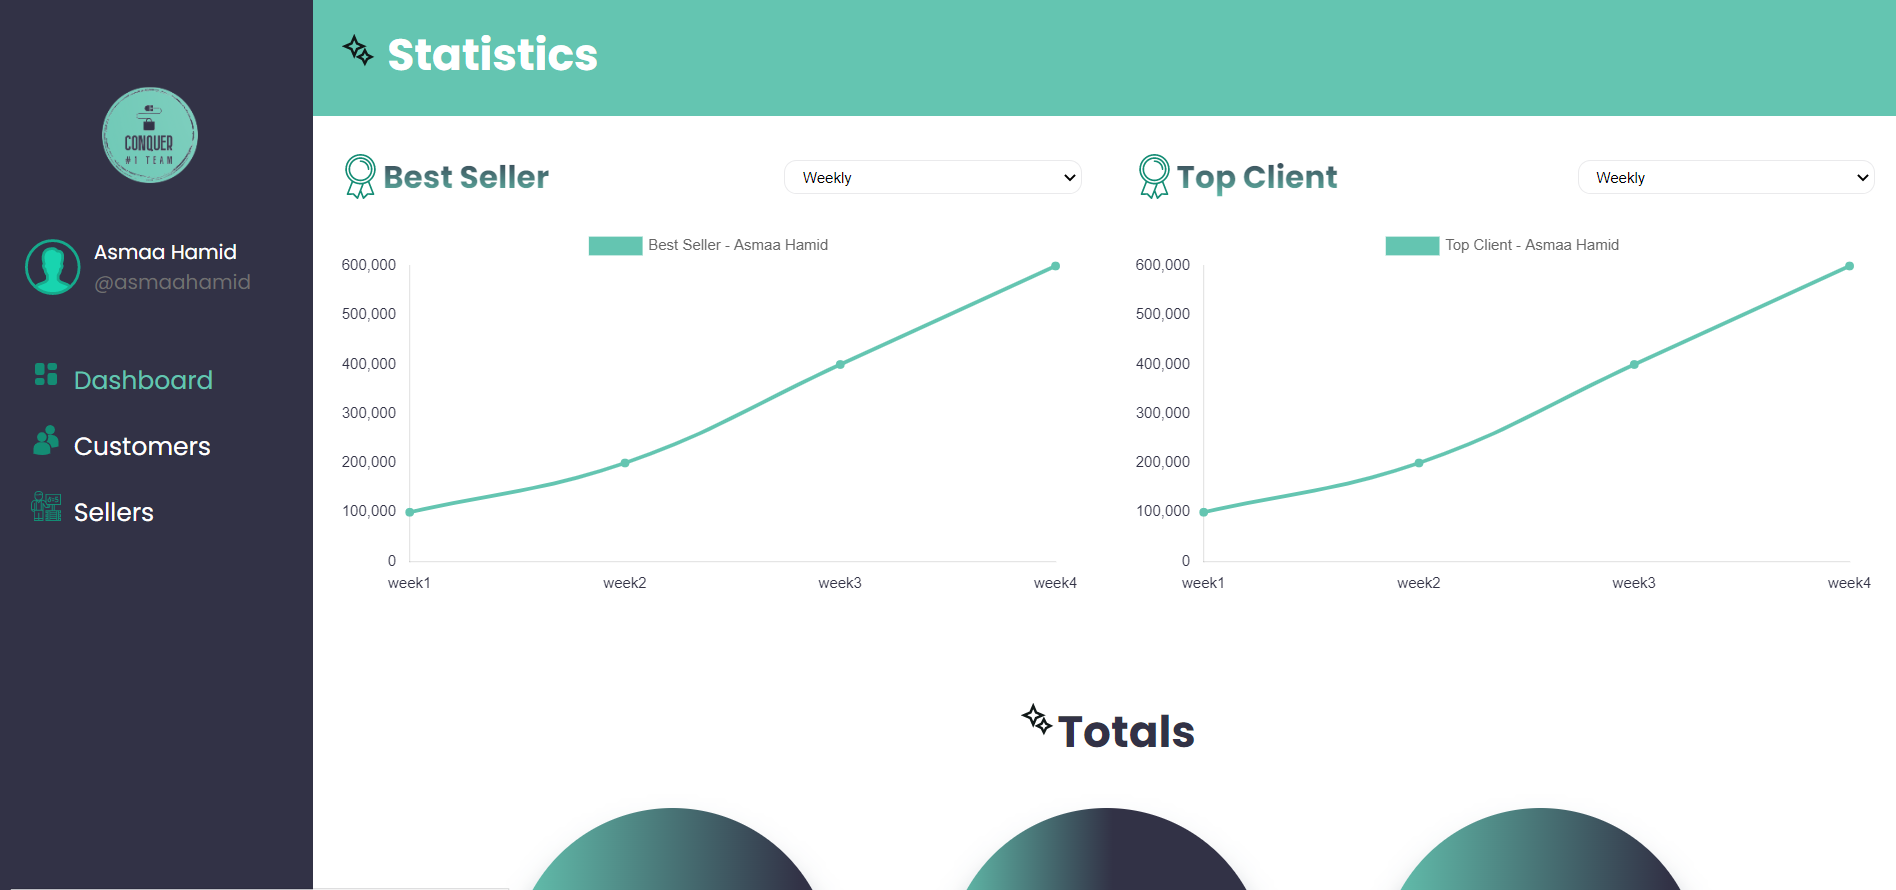 CONQUER
#1 TEAM
Asmaa Hamid
@asmaahamid
Dashboard
Customers
Sellers
Statistics
Best Seller
Weekly
Best Seller - Asmaa Hamid
600,000
500,000
400,000
300,000
200,000
100,000
0
week1 week2 week3 week4
Top Client
Weekly
Top Client - Asmaa Hamid
600,000
500,000
400,000
300,000
200,000
100,000
0
week1 week2 week3 week4
Totals